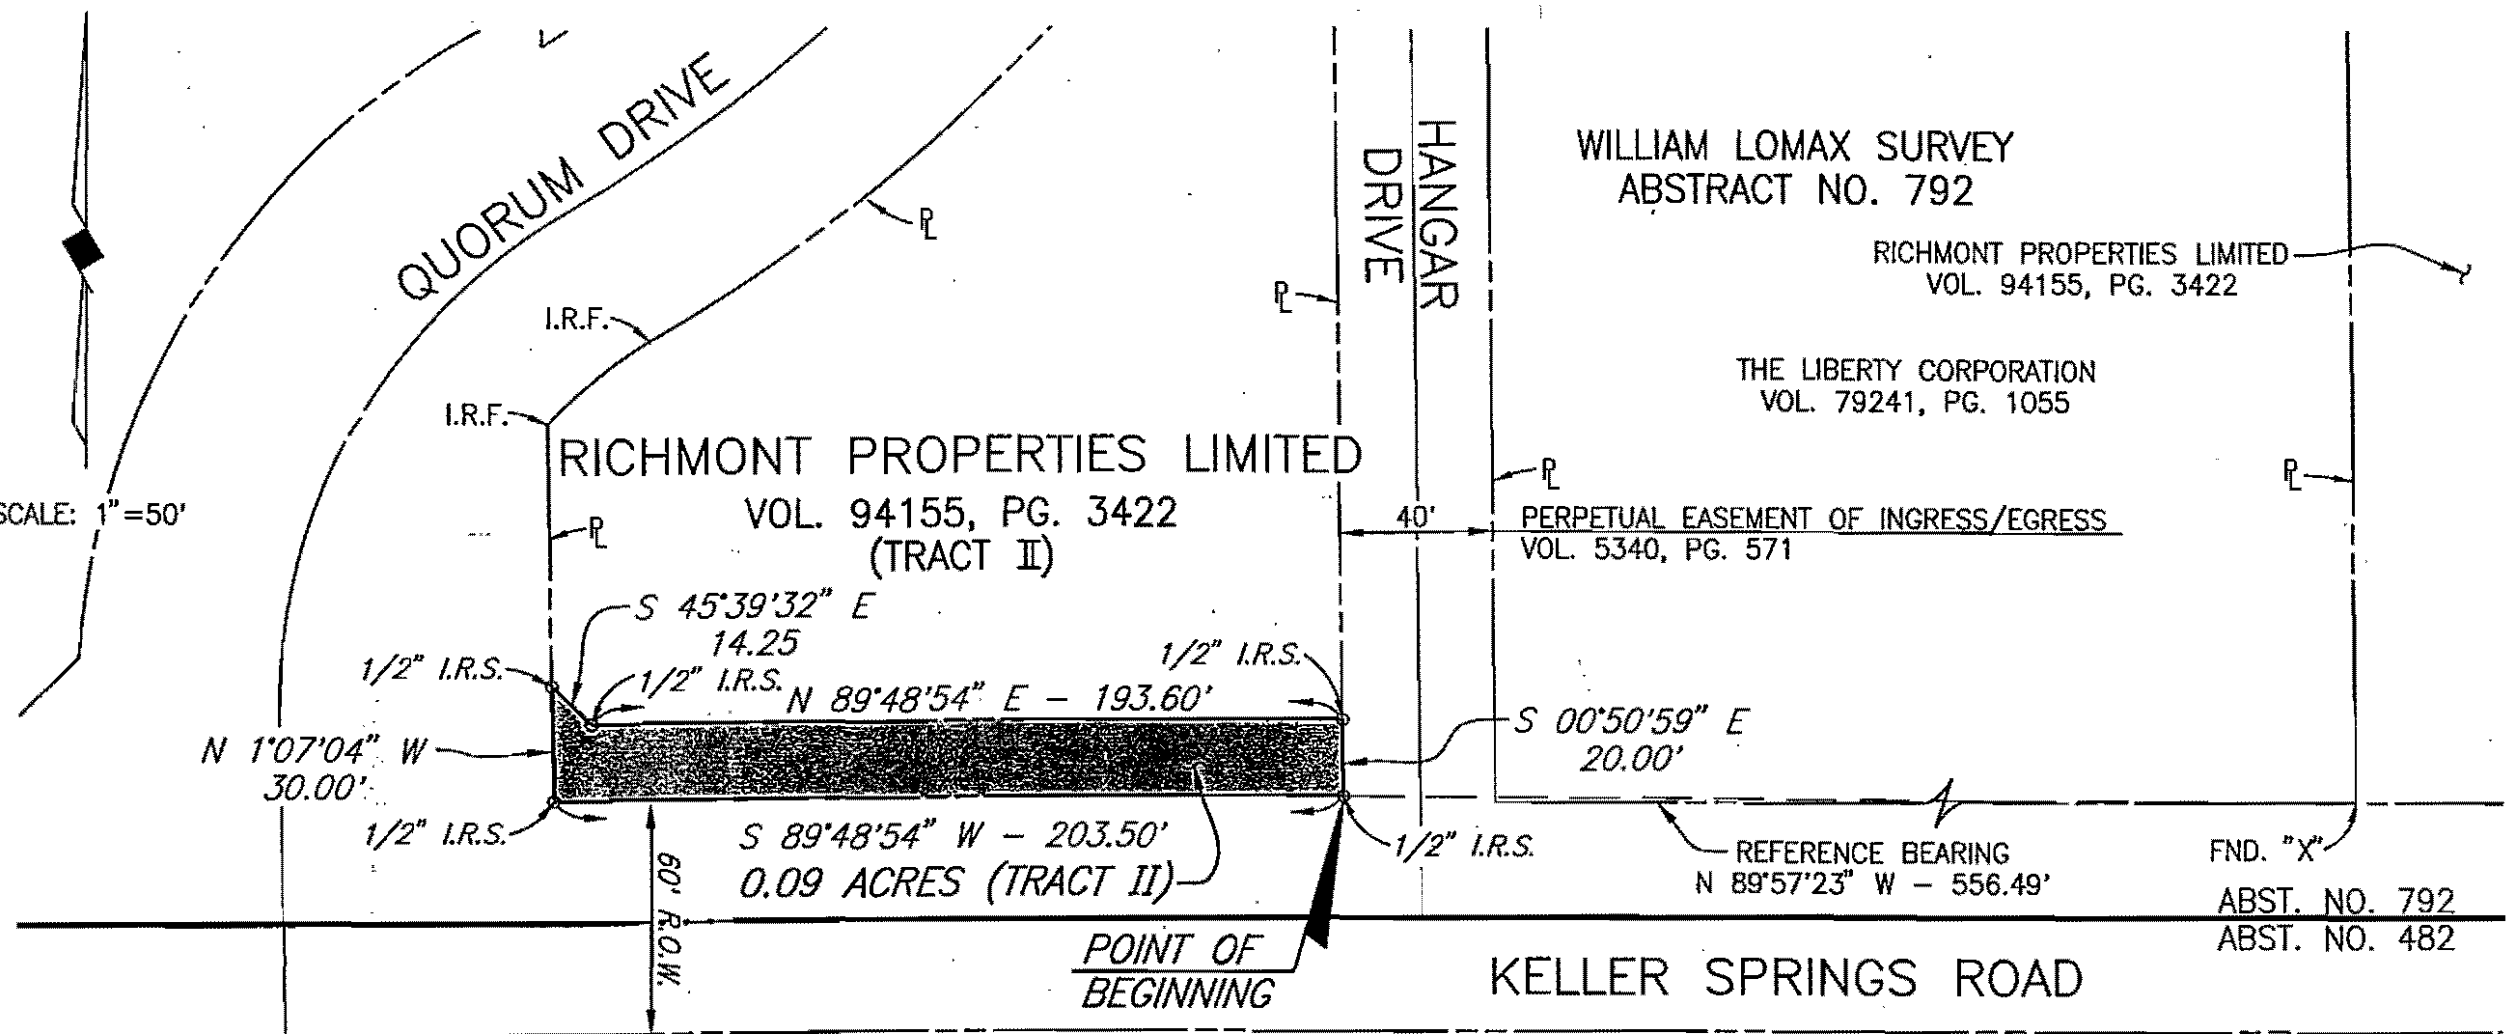 QUORUM DRIVE
HANGAR
DRIVE
WILLIAM LOMAX SURVEY
ABSTRACT NO. 792
RICHMONT PROPERTIES LIMITED
VOL. 94155, PG. 3422
THE LIBERTY CORPORATION
VOL. 79241, PG. 1055
PL
PL
I.R.F.
I.R.F.
RICHMONT PROPERTIES LIMITED
VOL. 94155, PG. 3422
(TRACT II)
PL
PL
PL
SCALE: 1"=50'
40'
PERPETUAL EASEMENT OF INGRESS/EGRESS
VOL. 5340, PG. 571
S 45°39'32" E
14.25
1/2" I.R.S.
1/2" I.R.S.
1/2" I.R.S.
N 89°48'54" E - 193.60'
S 00°50'59" E
20.00'
N 1°07'04" W
30.00'
1/2" I.R.S.
S 89°48'54" W - 203.50'
0.09 ACRES (TRACT II)
1/2" I.R.S.
60' R.O.W.
REFERENCE BEARING
N 89°57'23" W - 556.49'
FND. "X"
ABST. NO. 792
ABST. NO. 482
POINT OF
BEGINNING
KELLER SPRINGS ROAD